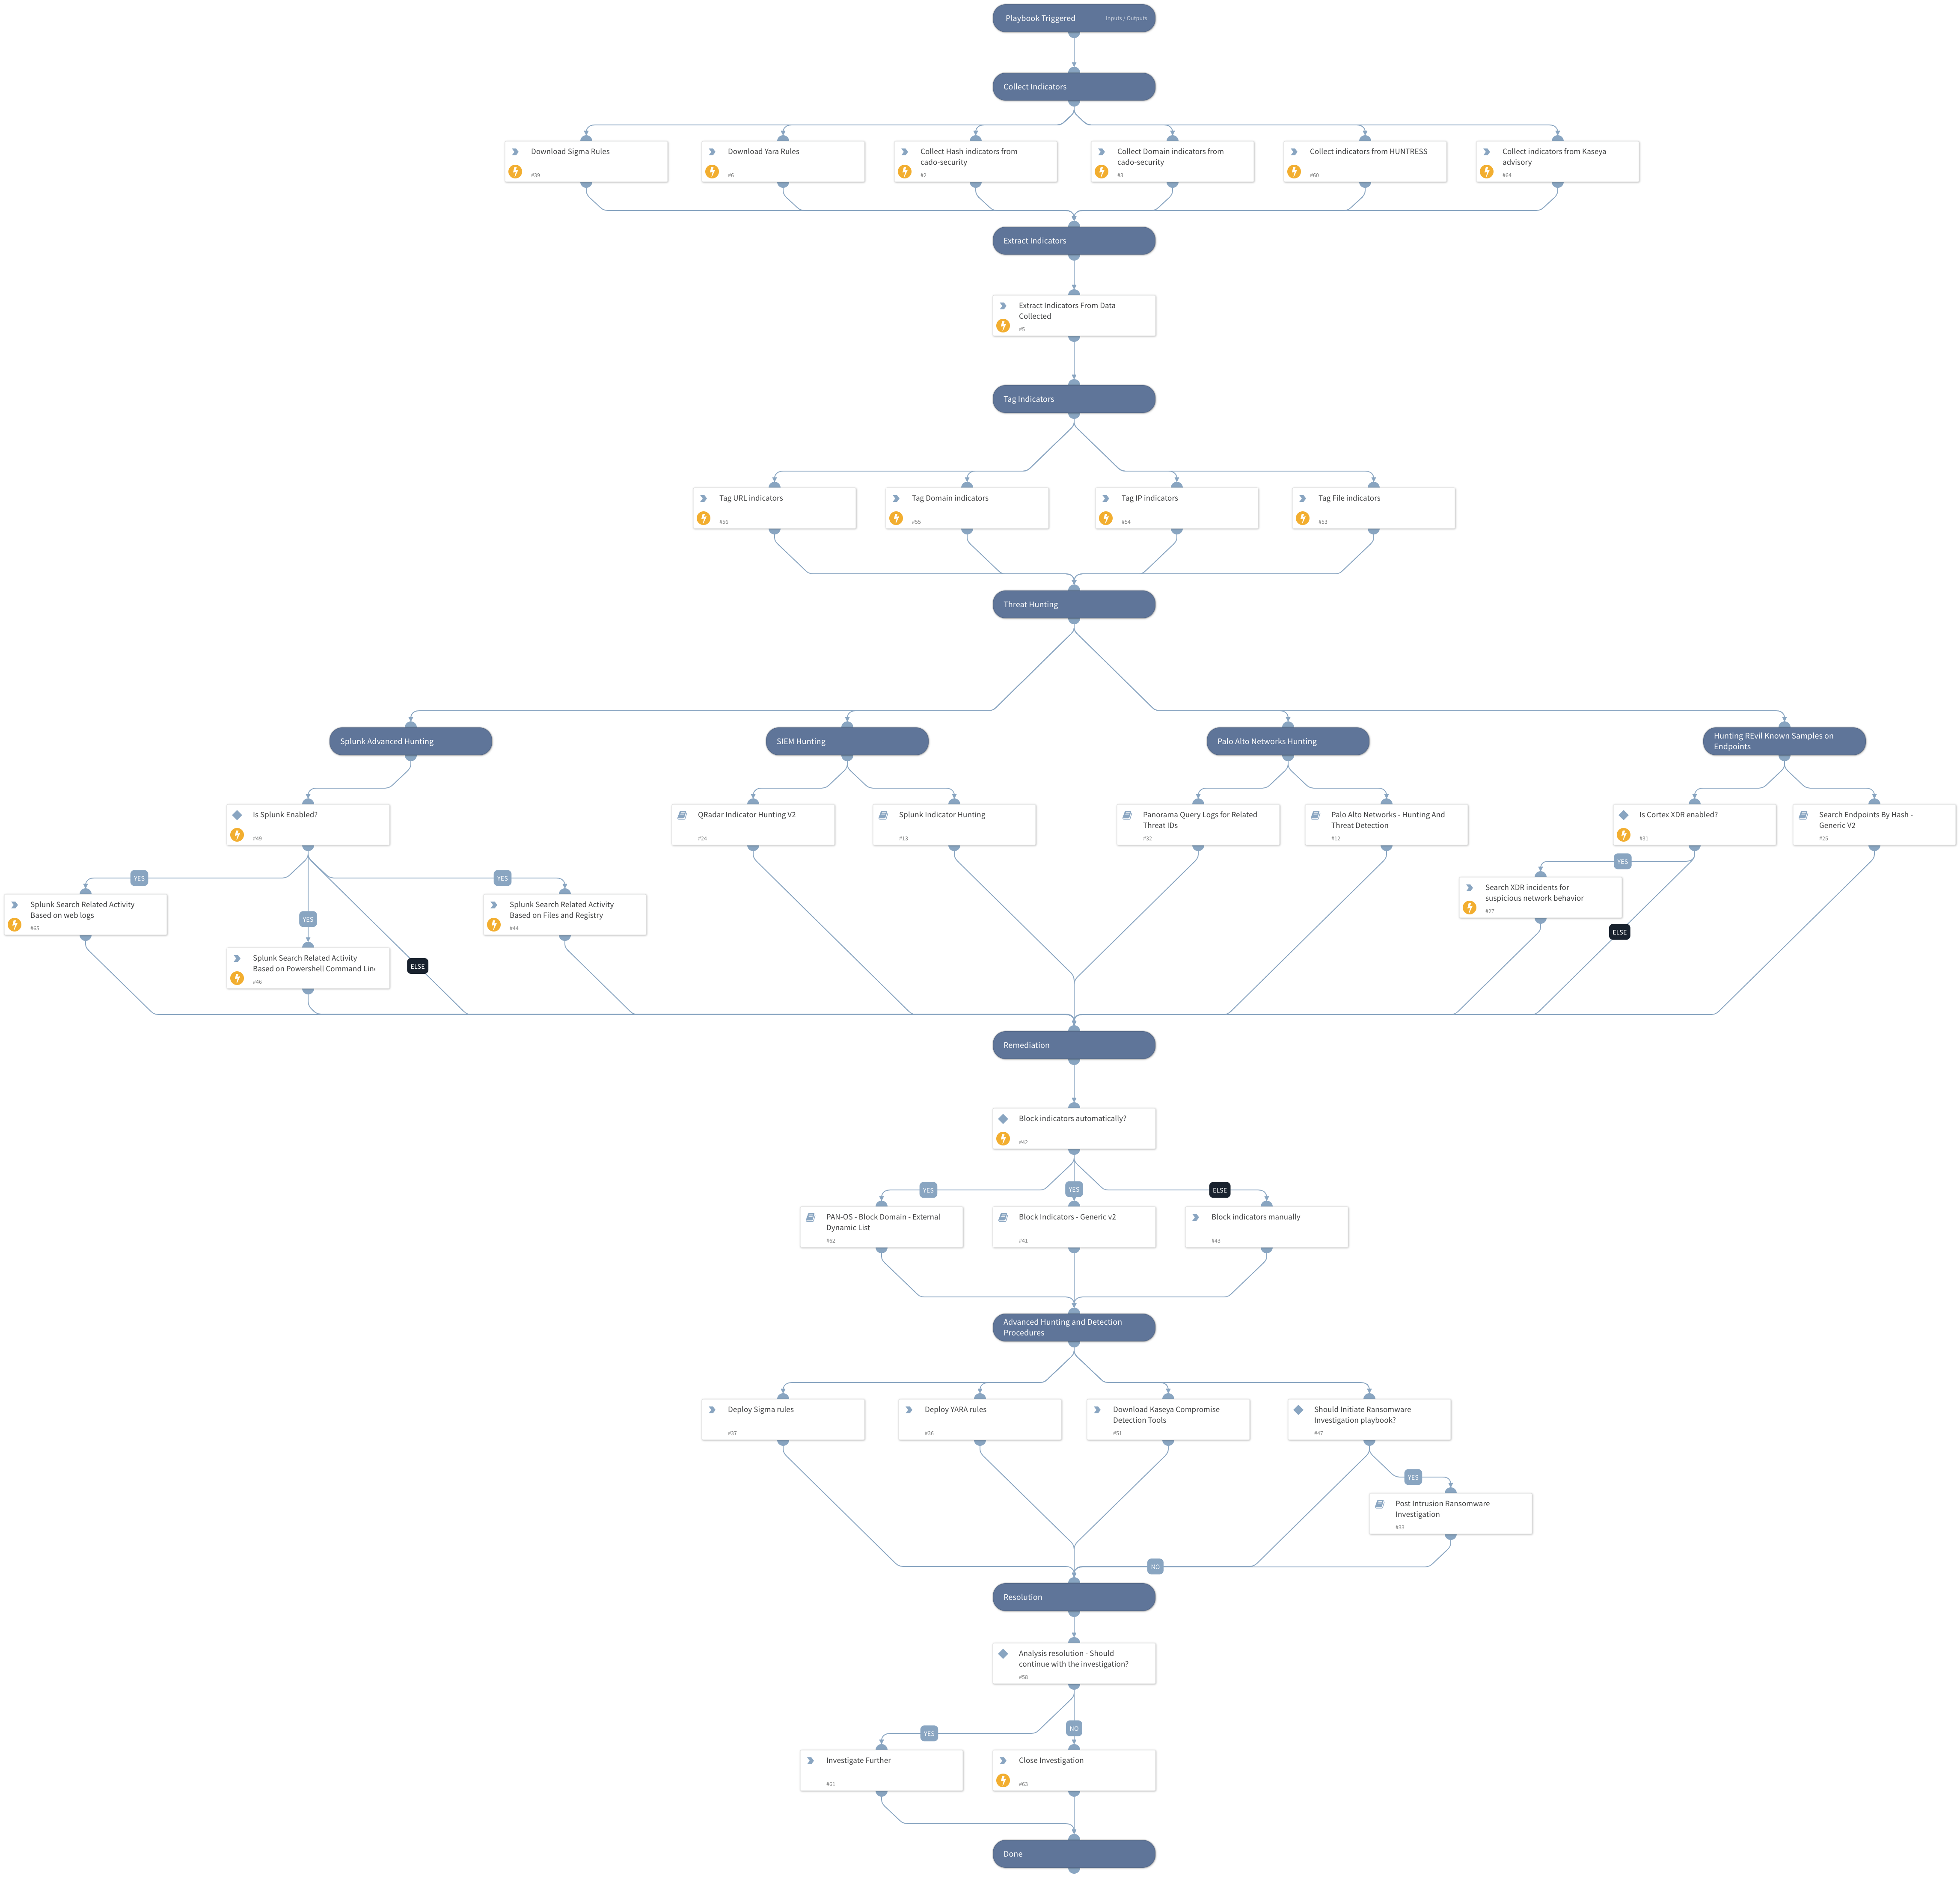 Playbook Triggered
Inputs / Outputs
Collect Indicators
Download Sigma Rules
#39
Download Yara Rules
#6
Collect Hash indicators from
cado-security
#2
Collect Domain indicators from
cado-security
#3
Collect indicators from HUNTRESS
#60
Collect indicators from Kaseya
advisory
#64
Extract Indicators
Extract Indicators From Data
Collected
#5
Tag Indicators
Tag URL indicators
#56
Tag Domain indicators
#55
Tag IP indicators
#54
Tag File indicators
#53
Threat Hunting
Splunk Advanced Hunting
SIEM Hunting
Palo Alto Networks Hunting
Hunting REvil Known Samples on
Endpoints
Is Splunk Enabled?
#49
QRadar Indicator Hunting V2
#24
Splunk Indicator Hunting
#13
Panorama Query Logs for Related
Threat IDs
#32
Palo Alto Networks - Hunting And
Threat Detection
#12
Is Cortex XDR enabled?
#31
Search Endpoints By Hash -
Generic V2
#25
YES
YES
YES
ELSE
YES
ELSE
Splunk Search Related Activity
Based on web logs
#65
Splunk Search Related Activity
Based on Powershell Command Line
#46
Splunk Search Related Activity
Based on Files and Registry
#44
Search XDR incidents for
suspicious network behavior
#27
Remediation
Block indicators automatically?
#42
YES
YES
ELSE
PAN-OS - Block Domain - External
Dynamic List
#62
Block Indicators - Generic v2
#41
Block indicators manually
#43
Advanced Hunting and Detection
Procedures
Deploy Sigma rules
#37
Deploy YARA rules
#36
Download Kaseya Compromise
Detection Tools
#51
Should Initiate Ransomware
Investigation playbook?
#47
YES
Post Intrusion Ransomware
Investigation
#33
NO
Resolution
Analysis resolution - Should
continue with the investigation?
#58
YES
NO
Investigate Further
#61
Close Investigation
#63
Done